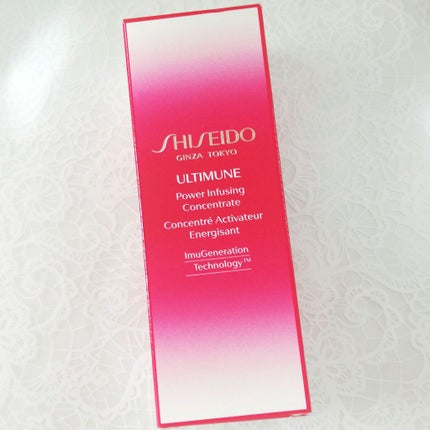 SHISEIDO
GINZA TOKYO
ULTIMUNE
Power Infusing
Concentrate
Concentré Activateur
Energisant
ImuGeneration
Technology™